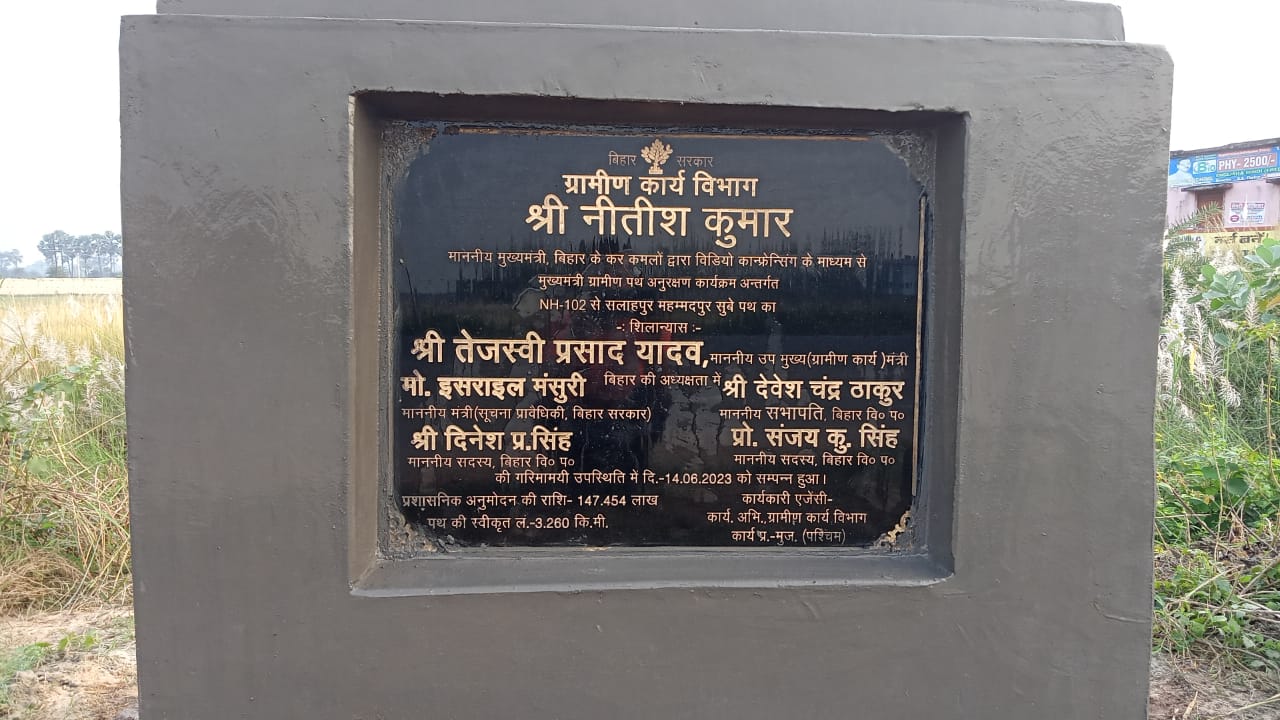 बिहार सरकार
ग्रामीण कार्य विभाग
श्री नीतीश कुमार
माननीय मुख्यमंत्री, बिहार के कर कमलों द्वारा विडियो कान्फ्रेन्सिंग के माध्यम से
मुख्यमंत्री ग्रामीण पथ अनुरक्षण कार्यक्रम अन्तर्गत
NH-102 से सलाहपुर महम्मदपुर सुबे पथ का
-: शिलान्यास :-
श्री तेजस्वी प्रसाद यादव, माननीय उप मुख्य(ग्रामीण कार्य )मंत्री
बिहार की अध्यक्षता में
मो. इसराइल मंसुरी श्री देवेश चंद्र ठाकुर
माननीय मंत्री(सूचना प्रावैधिकी, बिहार सरकार) माननीय सभापति, बिहार वि० प०
श्री दिनेश प्र.सिंह प्रो. संजय कु. सिंह
माननीय सदस्य, बिहार वि० प० माननीय सदस्य, बिहार वि० प०
की गरिमामयी उपस्थिति में दि.-14.06.2023 को सम्पन्न हुआ।
प्रशासनिक अनुमोदन की राशि- 147.454 लाख कार्यकारी एजेंसी-
पथ की स्वीकृत लं.-3.260 कि.मी. कार्य. अभि.,ग्रामीण कार्य विभाग
कार्य प्र.-मुज. (पश्चिम)
Bio
PHY- 2500/-